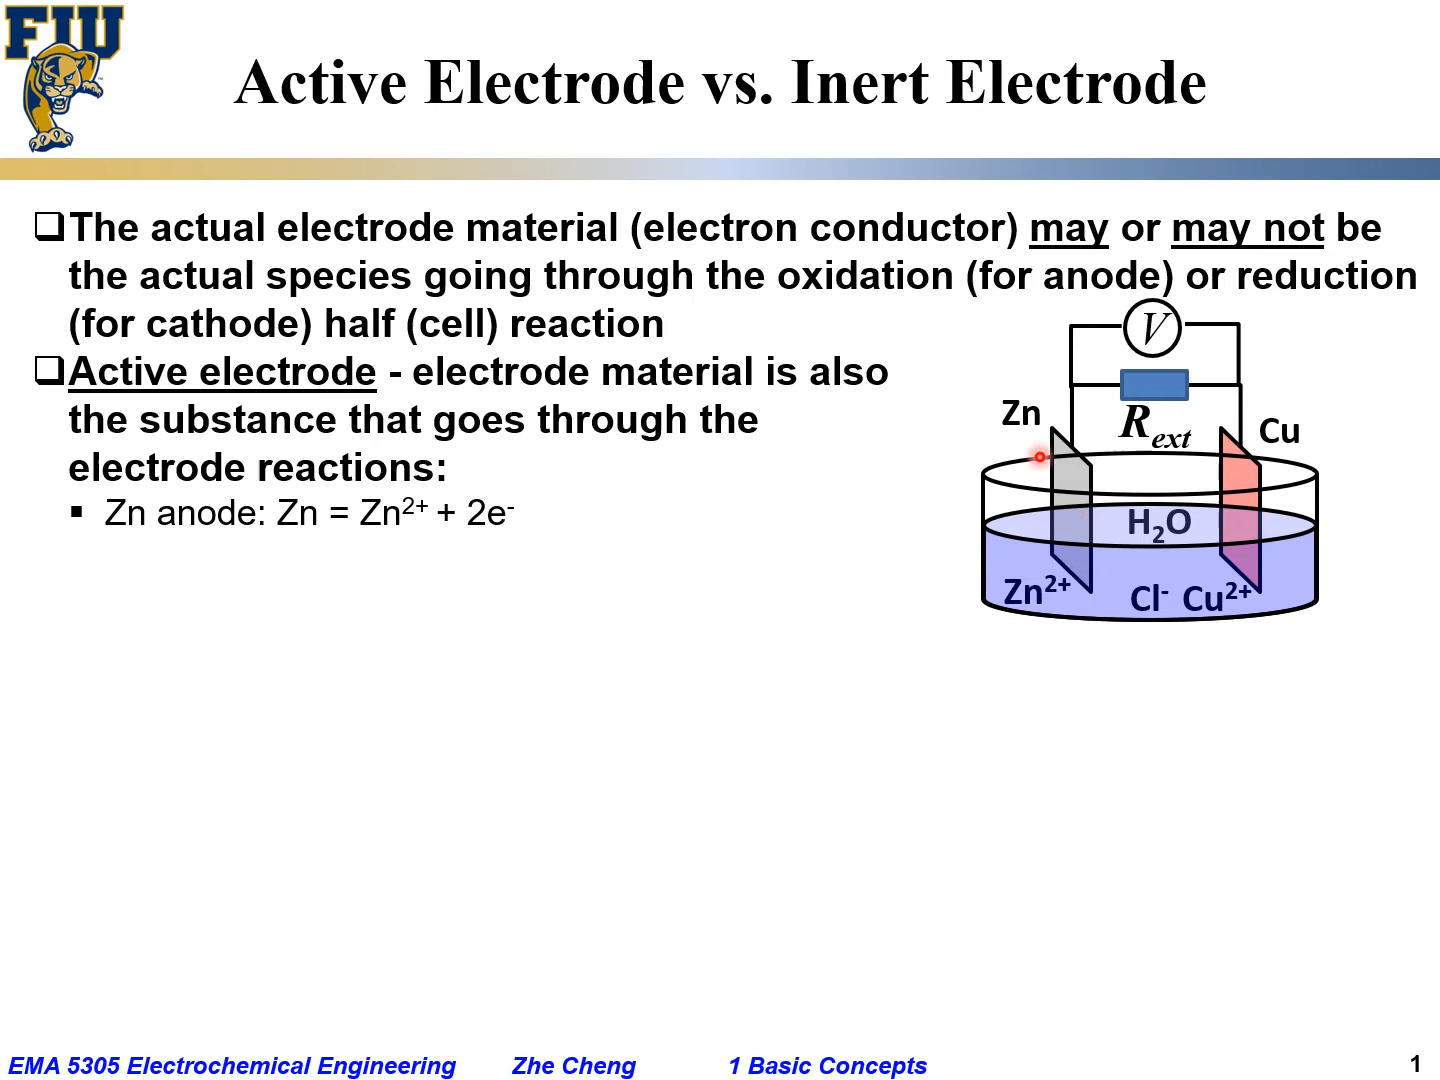 FIU
Active Electrode vs. Inert Electrode
❑The actual electrode material (electron conductor) may or may not be
the actual species going through the oxidation (for anode) or reduction
(for cathode) half (cell) reaction
❑Active electrode - electrode material is also
the substance that goes through the
electrode reactions:
▪ Zn anode: Zn = Zn²⁺ + 2e⁻
V
Zn
R_ext
Cu
H₂O
Zn²⁺ Cl⁻ Cu²⁺
EMA 5305 Electrochemical Engineering Zhe Cheng 1 Basic Concepts 1